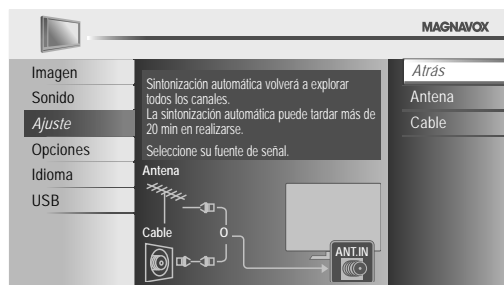 MAGNAVOX
Imagen
Sonido
Ajuste
Opciones
Idioma
USB
Sintonización automática volverá a explorar
todos los canales.
La sintonización automática puede tardar más de
20 min en realizarse.
Seleccione su fuente de señal.
Antena
Cable
O
ANT.IN
Atrás
Antena
Cable